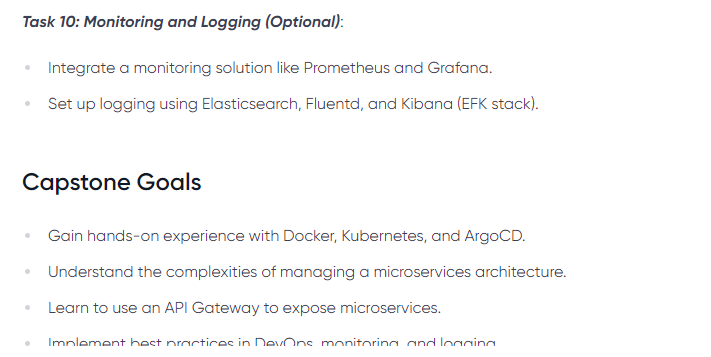 Task 10: Monitoring and Logging (Optional):
Integrate a monitoring solution like Prometheus and Grafana.
Set up logging using Elasticsearch, Fluentd, and Kibana (EFK stack).
Capstone Goals
Gain hands-on experience with Docker, Kubernetes, and ArgoCD.
Understand the complexities of managing a microservices architecture.
Learn to use an API Gateway to expose microservices.
Implement best practices in DevOps, monitoring, and logging.